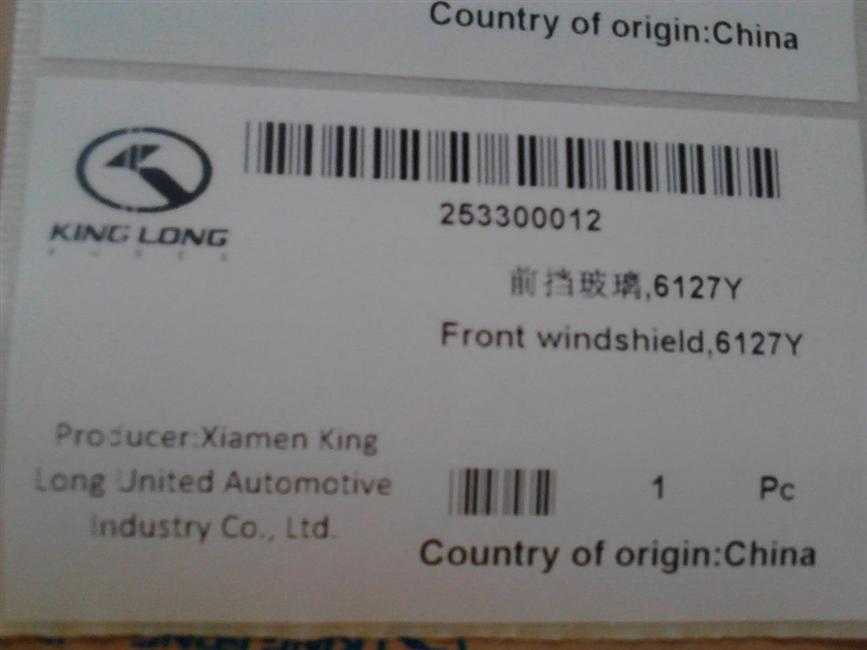 Country of origin:China
KING LONG
253300012
前挡玻璃,6127Y
Front windshield,6127Y
Producer:Xiamen King
Long United Automotive
Industry Co., Ltd.
1 Pc
Country of origin:China